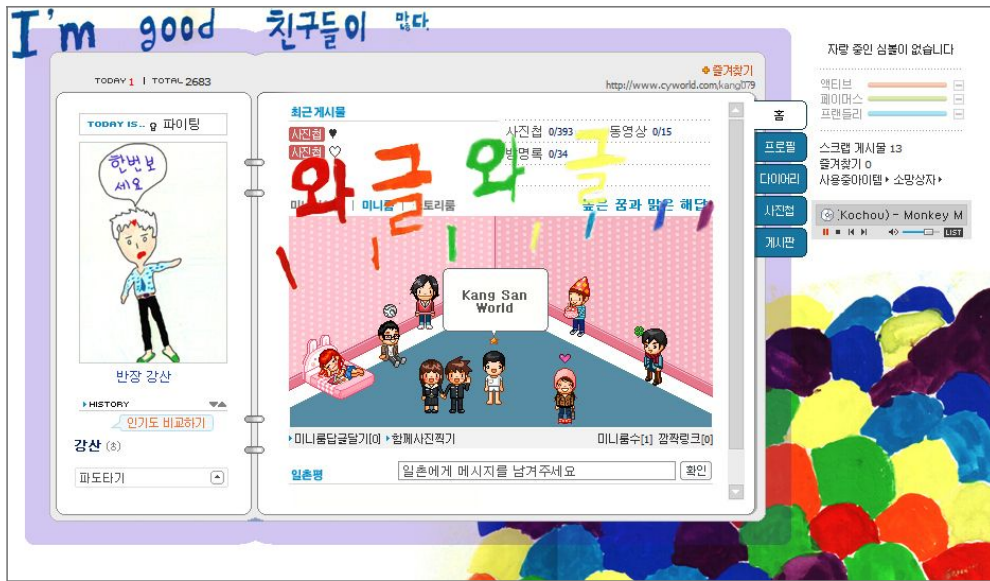 I'm good 친구들이 많다.
자랑 중인 심볼이 없습니다
TODAY 1 | TOTAL 2683
즐겨찾기
http://www.cyworld.com/kang079
액티브
페이머스
프랜들리
스크랩 게시물 13
즐겨찾기 0
사용중아이템 소망상자
(Kochou) - Monkey M
LIST
TODAY IS.. 파이팅
한번보
세요
반장 강산
HISTORY
인기도 비교하기
강산 (초)
파도타기
최근 게시물
사진첩 ♥
사진첩 ♡
사진첩 0/393 동영상 0/15
방명록 0/34
와글와글
미니룸 | 스토리룸
높은 꿈과 맑은 해답
Kang San
World
미니룸답글달기[0] 함께사진찍기
미니룸수[1] 깜짝링크[0]
일촌평 일촌에게 메시지를 남겨주세요 확인
홈
프로필
다이어리
사진첩
게시판